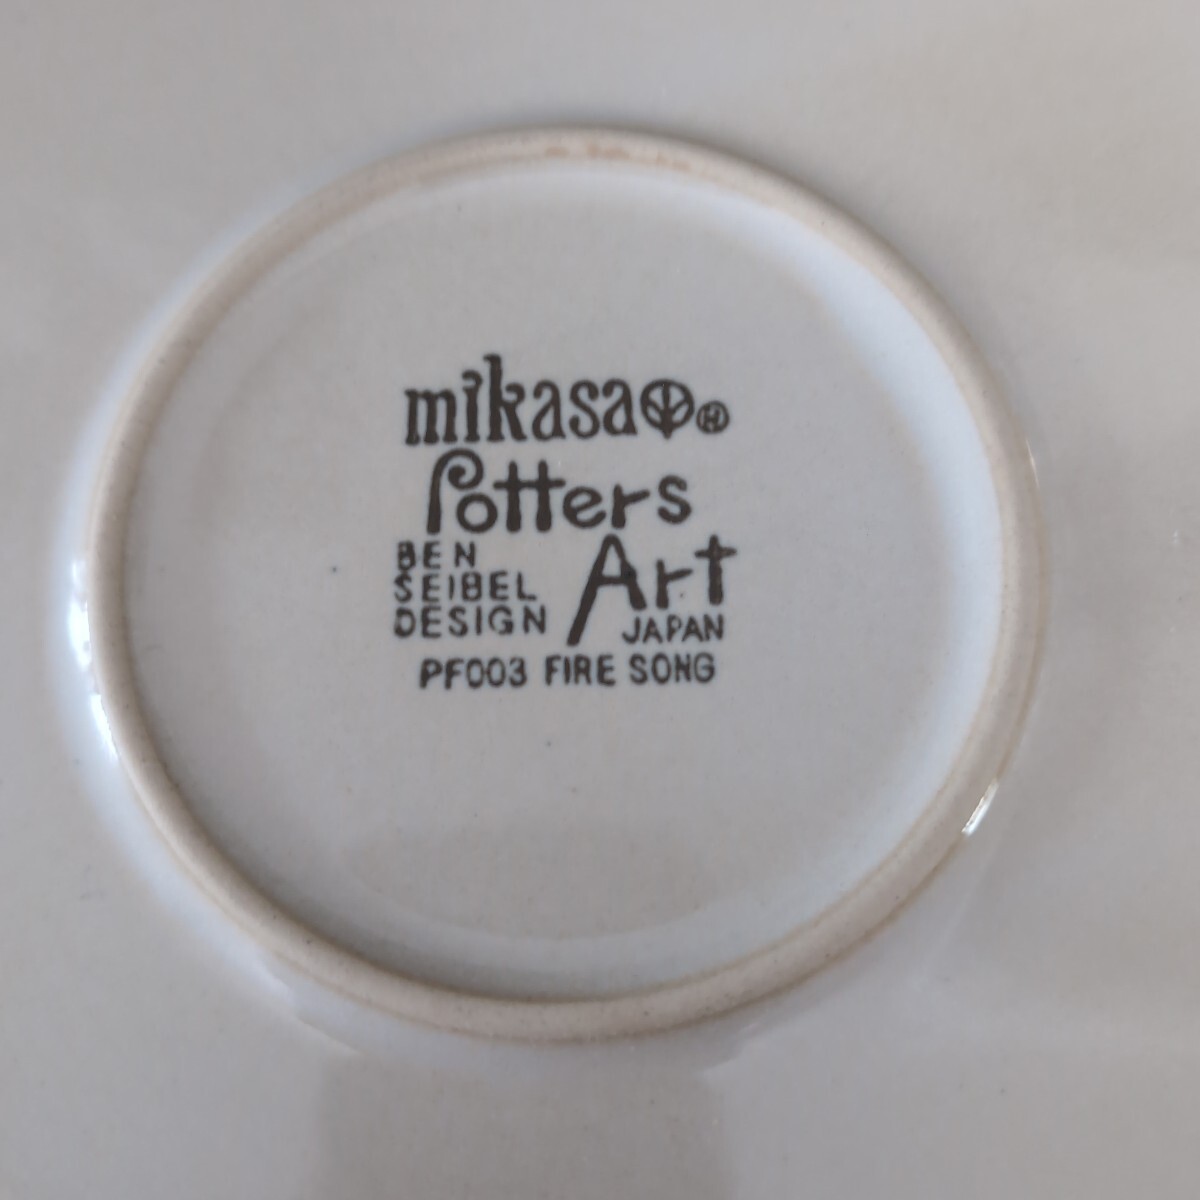 mikasa ®
Potters
Art
BEN
SEIBEL
DESIGN
JAPAN
PF003 FIRE SONG